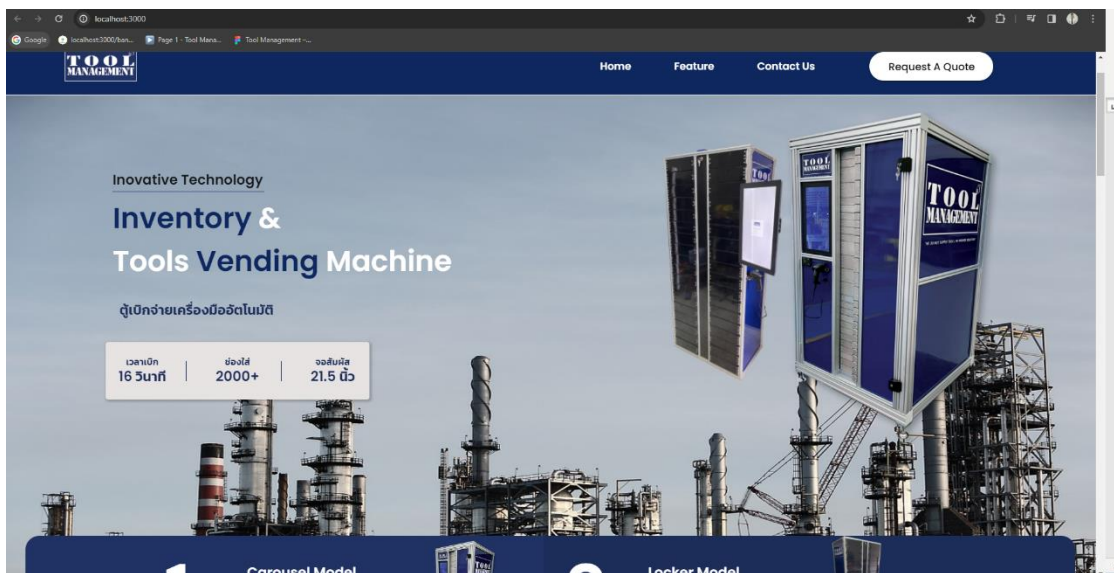 localhost:3000
Google
localhost:3000/ban...
Page 1 - Tool Mana...
Tool Management -...
TOOL
MANAGEMENT
Home
Feature
Contact Us
Request A Quote
Inovative Technology
Inventory &
Tools Vending Machine
ตู้เบิกจ่ายเครื่องมืออัตโนมัติ
เวลาเบิก
16 วินาที
ช่องใส่
2000+
จอสัมผัส
21.5 นิ้ว
TOOL
TOOL
MANAGEMENT
TOOL
MANAGEMENT
1
Carousel Model
2
Locker Model
TOOL